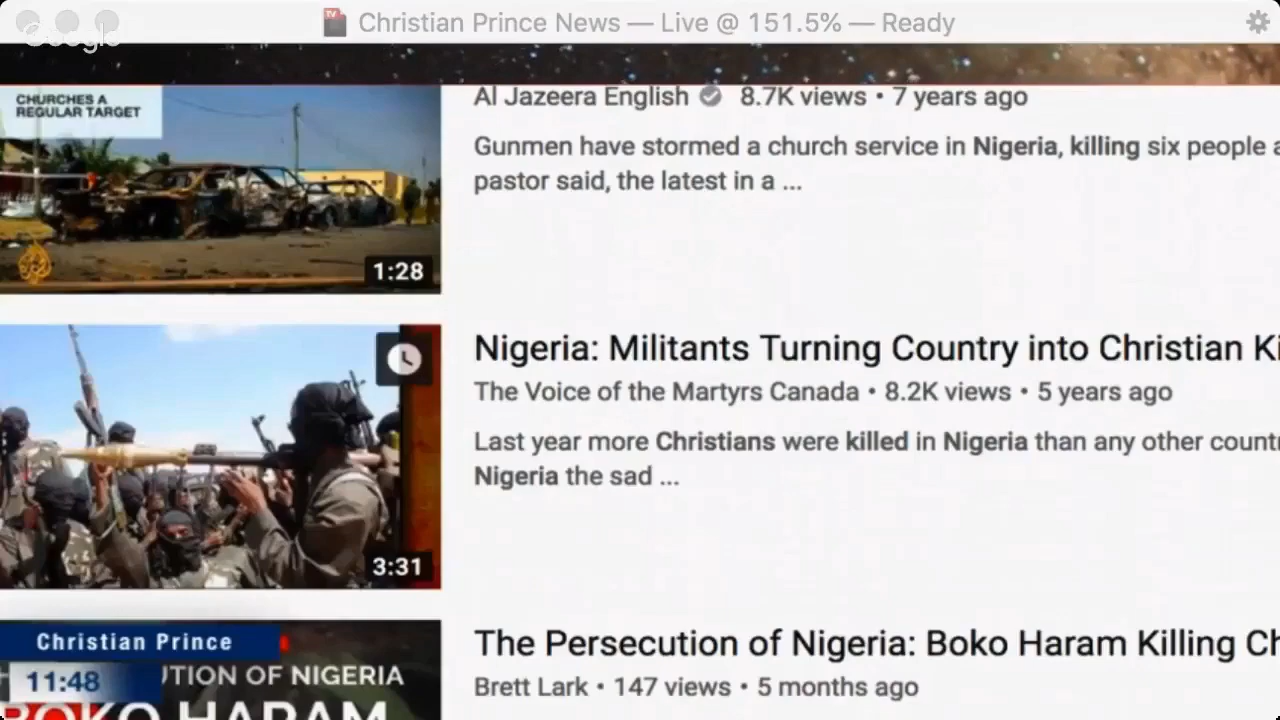 Christian Prince News — Live @ 151.5% — Ready
Google
CHURCHES A
REGULAR TARGET
1:28
Al Jazeera English 8.7K views • 7 years ago
Gunmen have stormed a church service in Nigeria, killing six people
pastor said, the latest in a ...
3:31
Nigeria: Militants Turning Country into Christian
The Voice of the Martyrs Canada • 8.2K views • 5 years ago
Last year more Christians were killed in Nigeria than any other
Nigeria the sad ...
Christian Prince
11:48
UTION OF NIGERIA
BOKO HARAM
The Persecution of Nigeria: Boko Haram Killing
Brett Lark • 147 views • 5 months ago